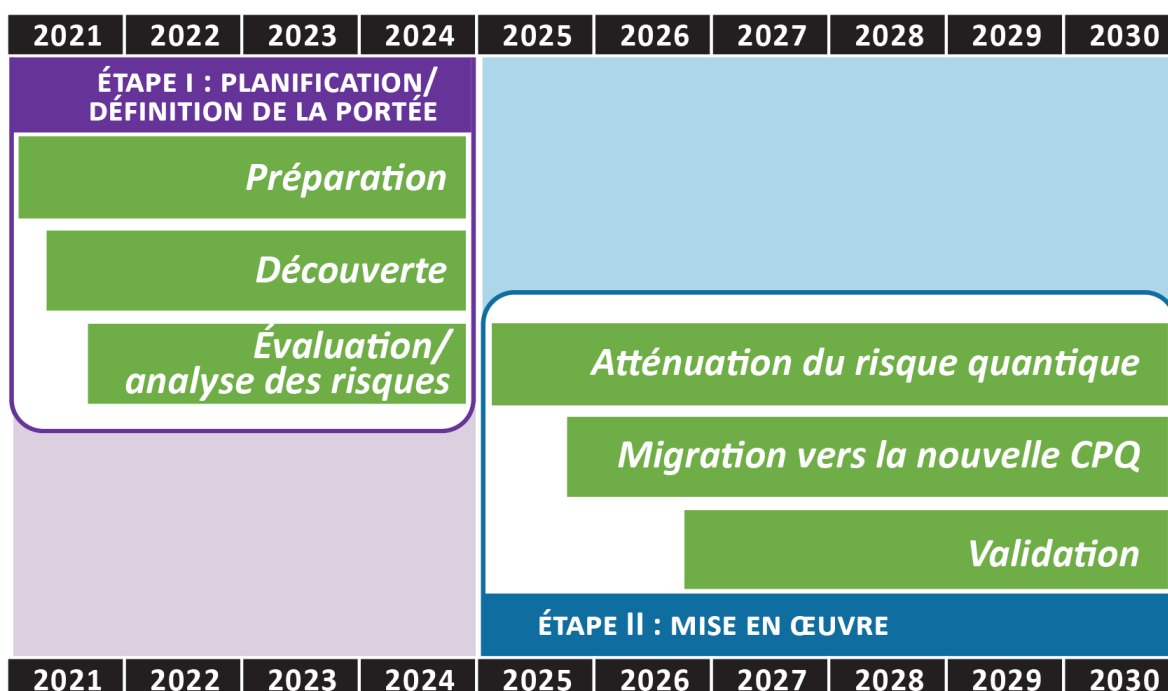 2021 2022 2023 2024 2025 2026 2027 2028 2029 2030
ÉTAPE I : PLANIFICATION/
DÉFINITION DE LA PORTÉE
Préparation
Découverte
Évaluation/
analyse des risques
Atténuation du risque quantique
Migration vers la nouvelle CPQ
Validation
ÉTAPE II : MISE EN ŒUVRE
2021 2022 2023 2024 2025 2026 2027 2028 2029 2030